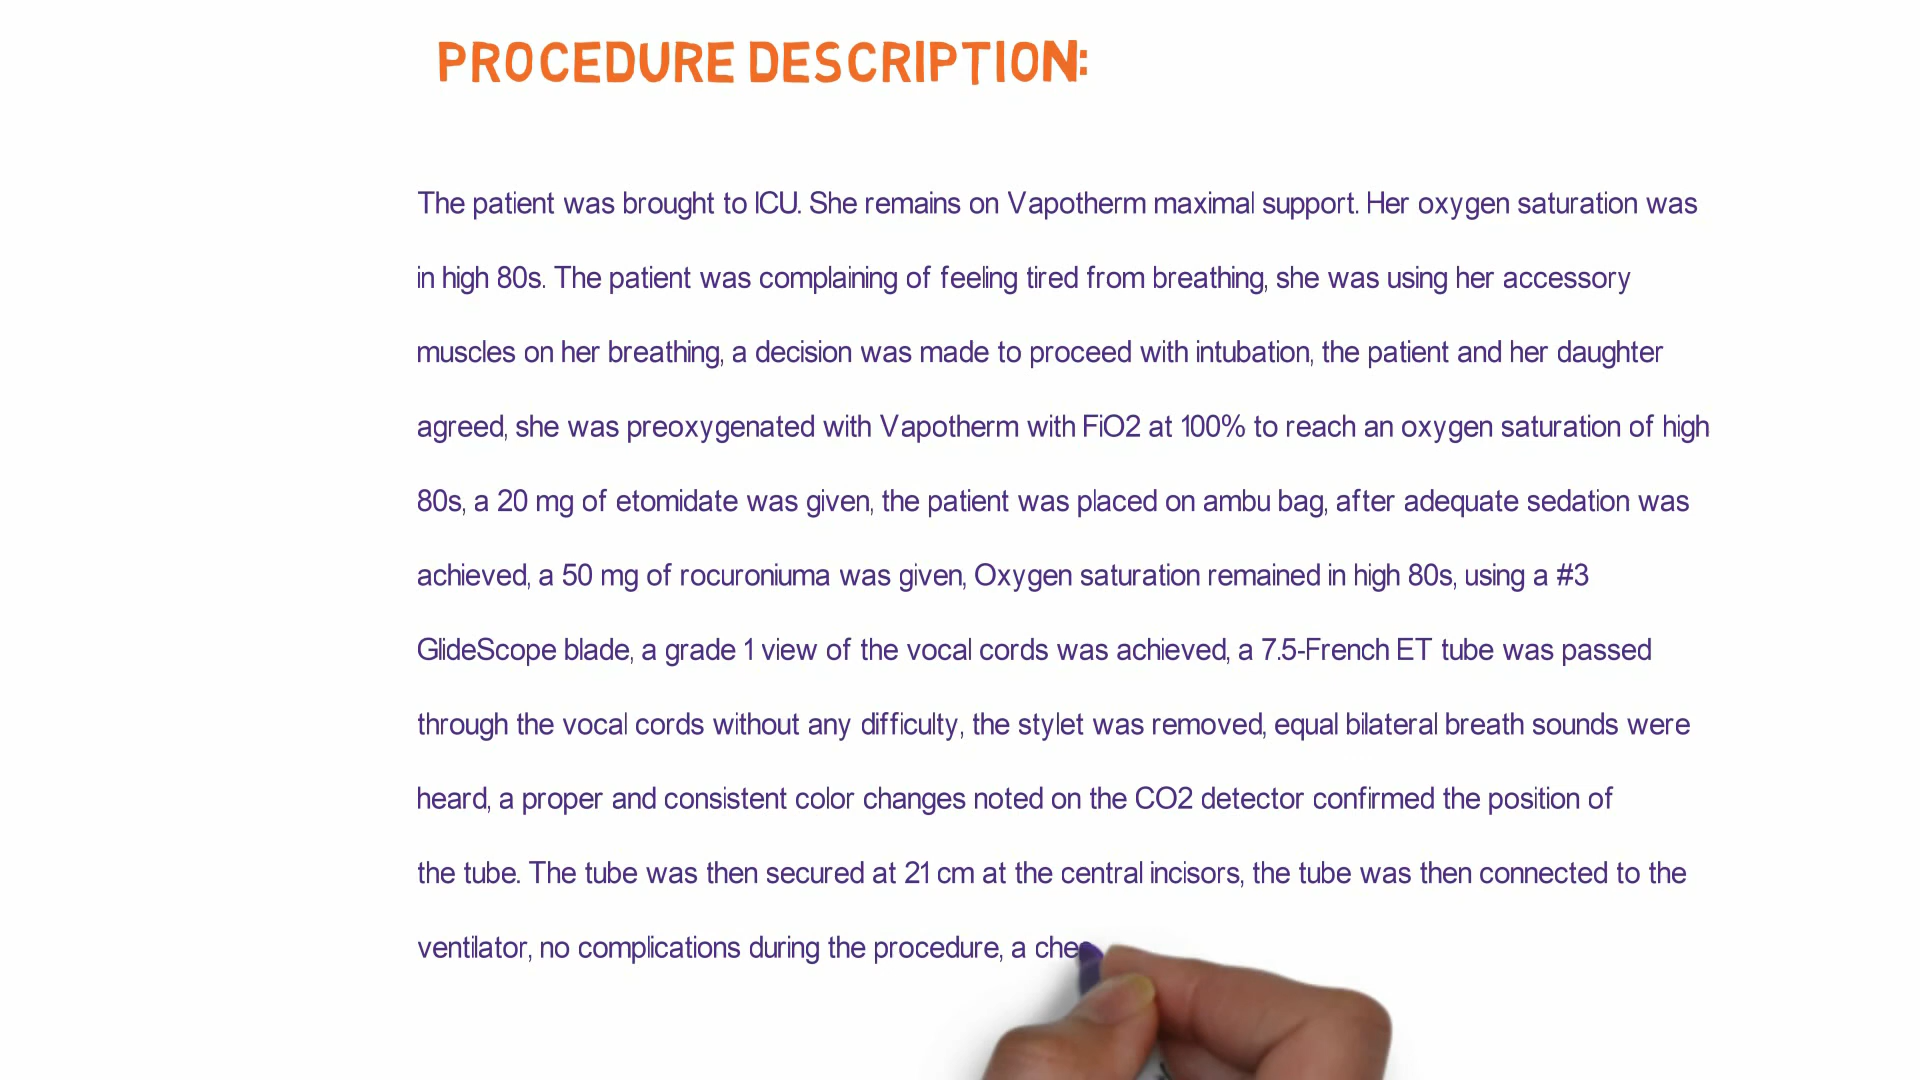 PROCEDURE DESCRIPTION:
The patient was brought to ICU. She remains on Vapotherm maximal support. Her oxygen saturation was
in high 80s. The patient was complaining of feeling tired from breathing, she was using her accessory
muscles on her breathing, a decision was made to proceed with intubation, the patient and her daughter
agreed, she was preoxygenated with Vapotherm with FiO2 at 100% to reach an oxygen saturation of high
80s, a 20 mg of etomidate was given, the patient was placed on ambu bag, after adequate sedation was
achieved, a 50 mg of rocuroniuma was given, Oxygen saturation remained in high 80s, using a #3
GlideScope blade, a grade 1 view of the vocal cords was achieved, a 7.5-French ET tube was passed
through the vocal cords without any difficulty, the stylet was removed, equal bilateral breath sounds were
heard, a proper and consistent color changes noted on the CO2 detector confirmed the position of
the tube. The tube was then secured at 21 cm at the central incisors, the tube was then connected to the
ventilator, no complications during the procedure, a